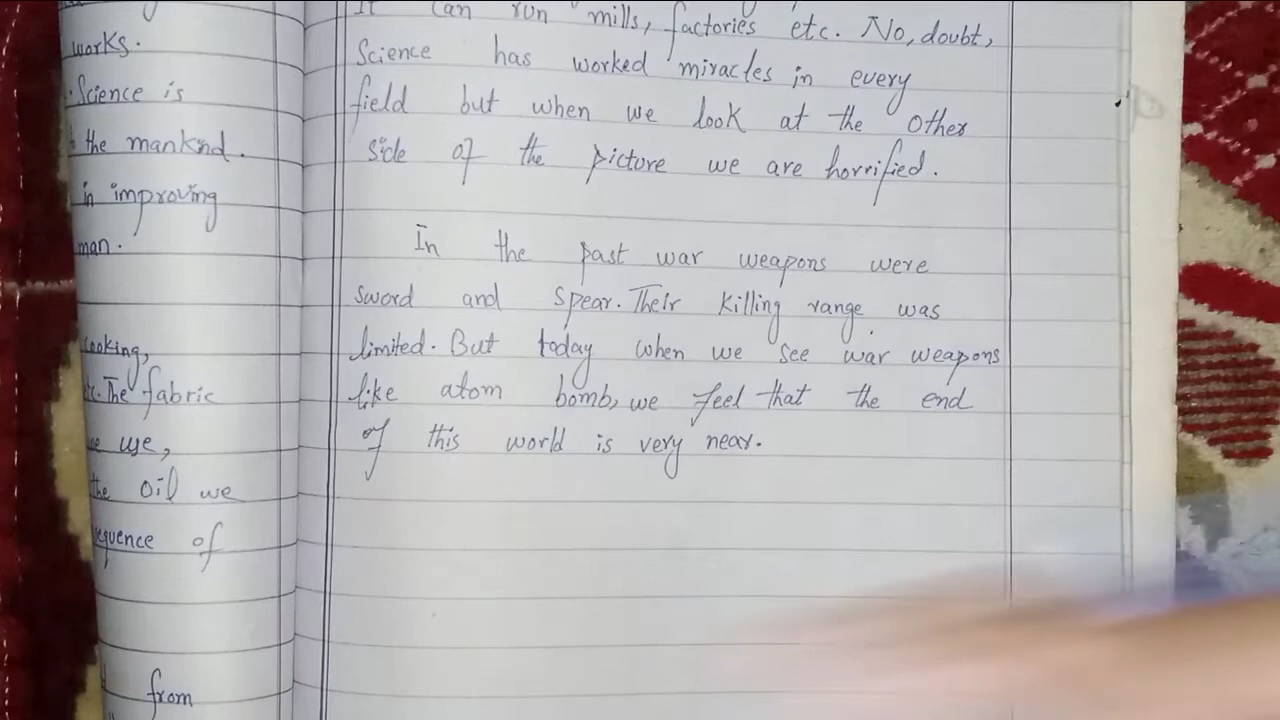 works.
Science is
the mankind.
in improving
man.
cooking,
etc. The fabric
we use,
the oil we
sequence of
from
It can run mills, factories etc. No, doubt,
Science has worked miracles in every
field but when we look at the other
side of the picture we are horrified.
In the past war weapons were
sword and spear. Their killing range was
limited. But today when we see war weapons
like atom bomb, we feel that the end
of this world is very near.